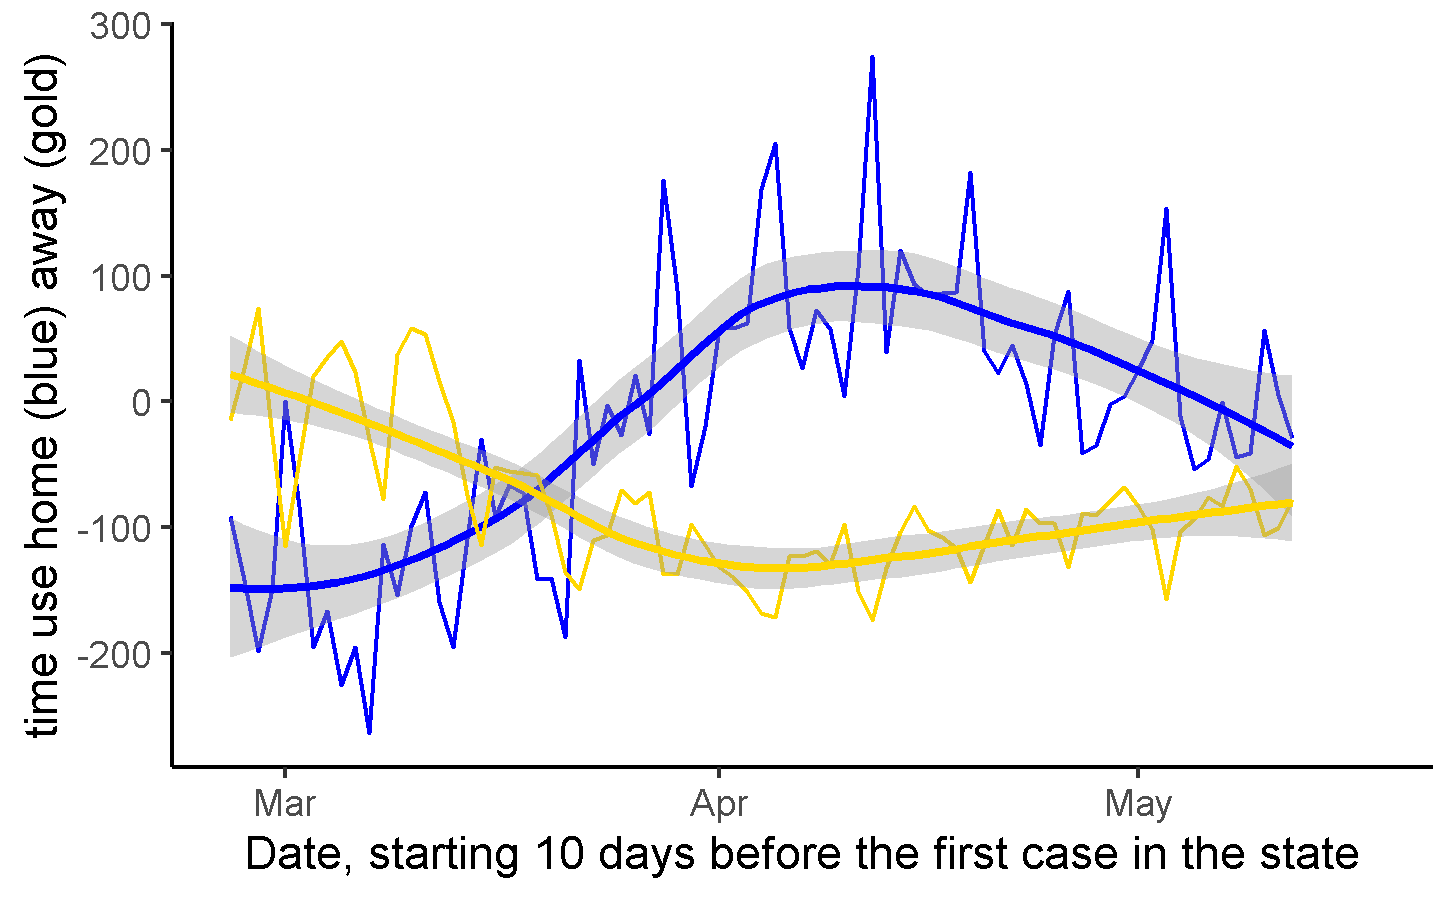 time use home (blue) away (gold)
300
200
100
0
-100
-200
Mar Apr May
Date, starting 10 days before the first case in the state